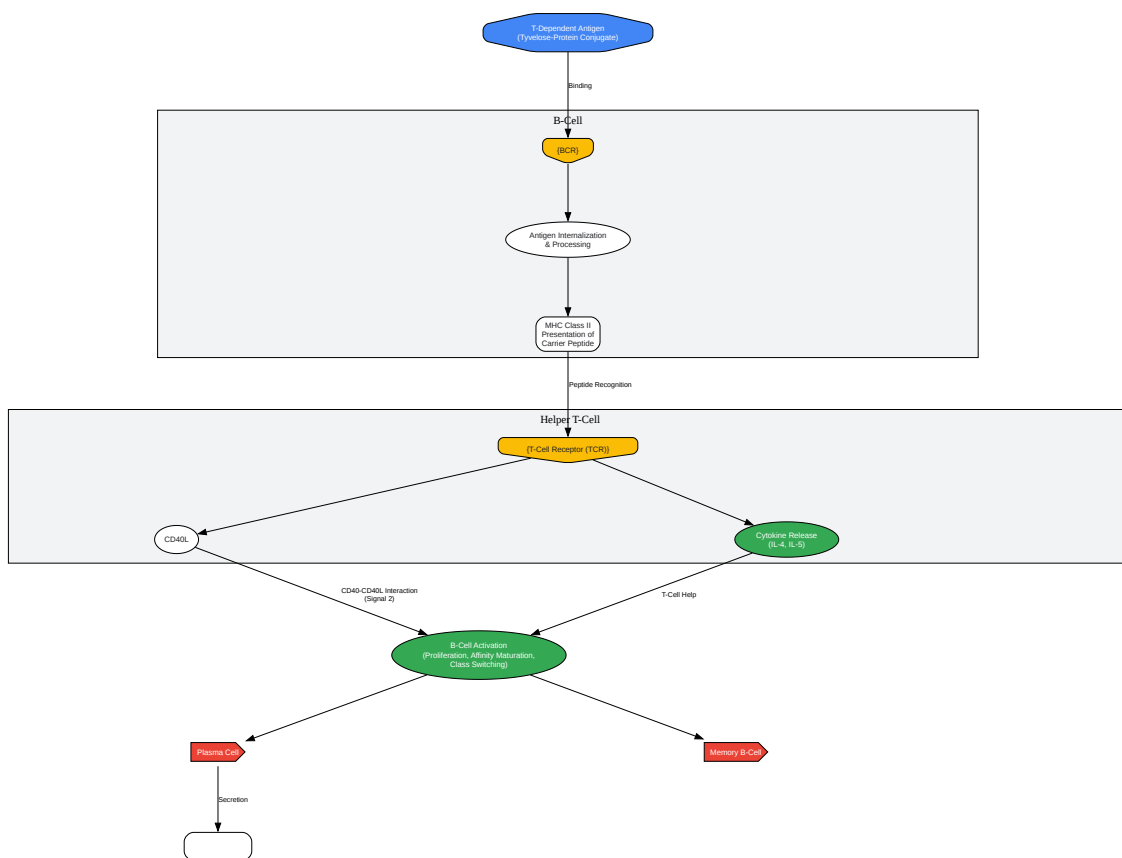 T-Dependent Antigen
(Tyvelose-Protein Conjugate)
Binding
B-Cell
(BCR)
Antigen Internalization
& Processing
MHC Class II
Presentation of
Carrier Peptide
Peptide Recognition
Helper T-Cell
(T-Cell Receptor (TCR))
CD40L
Cytokine Release
(IL-4, IL-5)
CD40-CD40L Interaction
(Signal 2)
T-Cell Help
B-Cell Activation
(Proliferation, Affinity Maturation,
Class Switching)
Plasma Cell
Memory B-Cell
Secretion